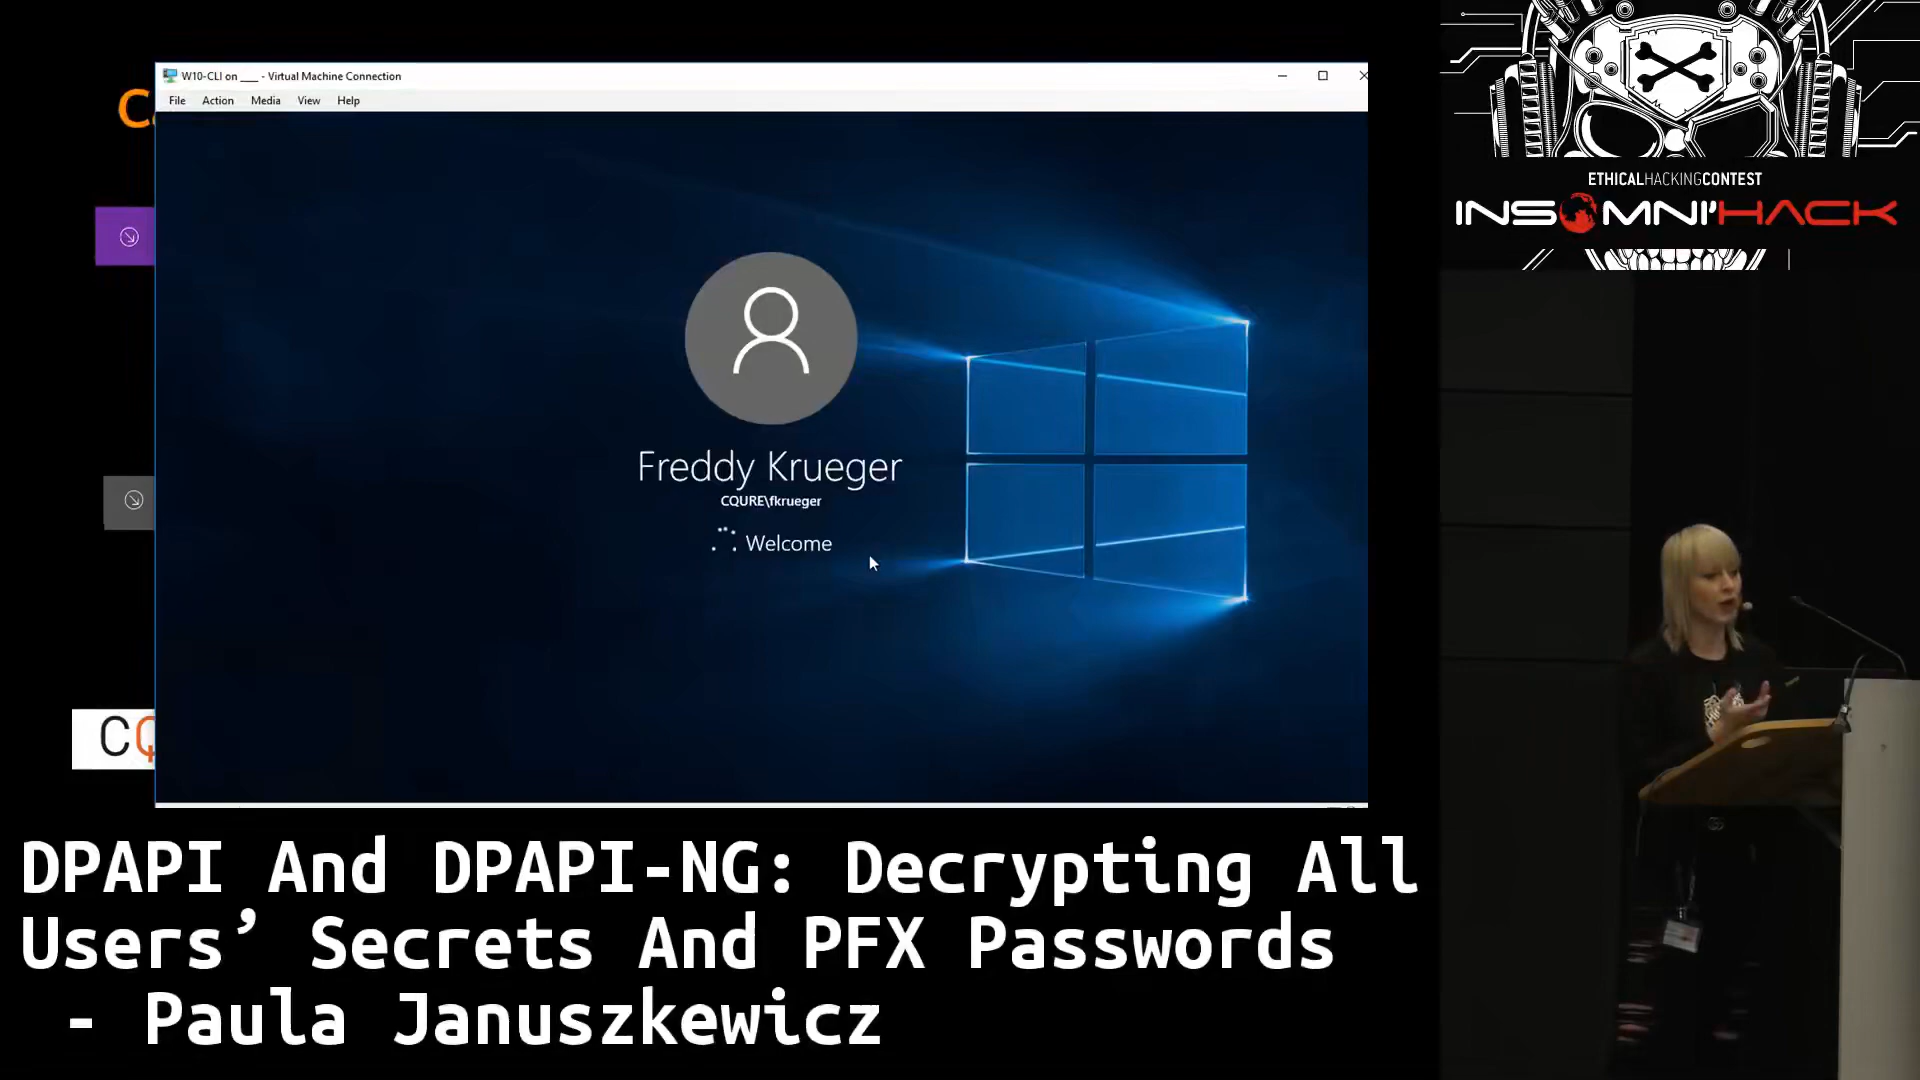 W10-CLI on ___ - Virtual Machine Connection
File Action Media View Help
C
Freddy Krueger
CQURE\fkrueger
Welcome
CQ
ETHICALHACKINGCONTEST
INSOMNI'HACK
DPAPI And DPAPI-NG: Decrypting All
Users’ Secrets And PFX Passwords
- Paula Januszkewicz